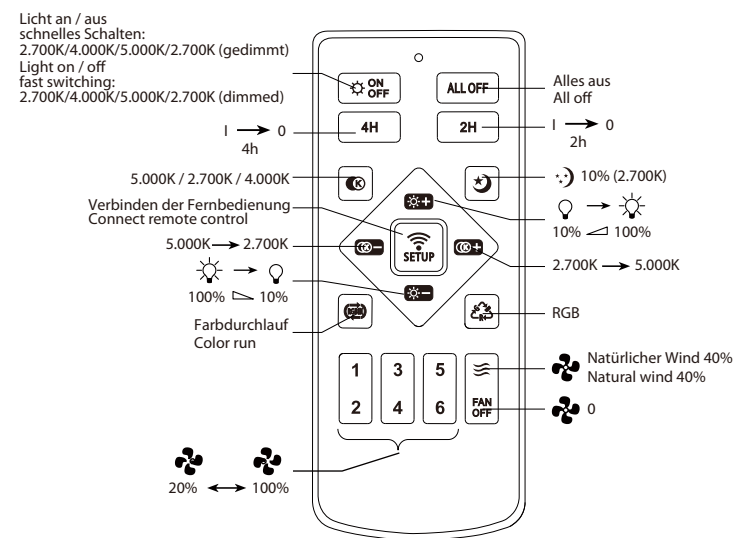 Licht an / aus
schnelles Schalten:
2.700K/4.000K/5.000K/2.700K (gedimmt)
Light on / off
fast switching:
2.700K/4.000K/5.000K/2.700K (dimmed)
ON
OFF
ALL OFF
Alles aus
All off
I → 0
4h
4H
2H
I → 0
2h
5.000K / 2.700K / 4.000K
K
10% (2.700K)
Verbinden der Fernbedienung
Connect remote control
+
10% 100%
5.000K → 2.700K
K −
SETUP
K +
2.700K → 5.000K
100% 10%
−
Farbdurchlauf
Color run
RGB
1 3 5
2 4 6
FAN
OFF
Natürlicher Wind 40%
Natural wind 40%
0
20% ↔ 100%